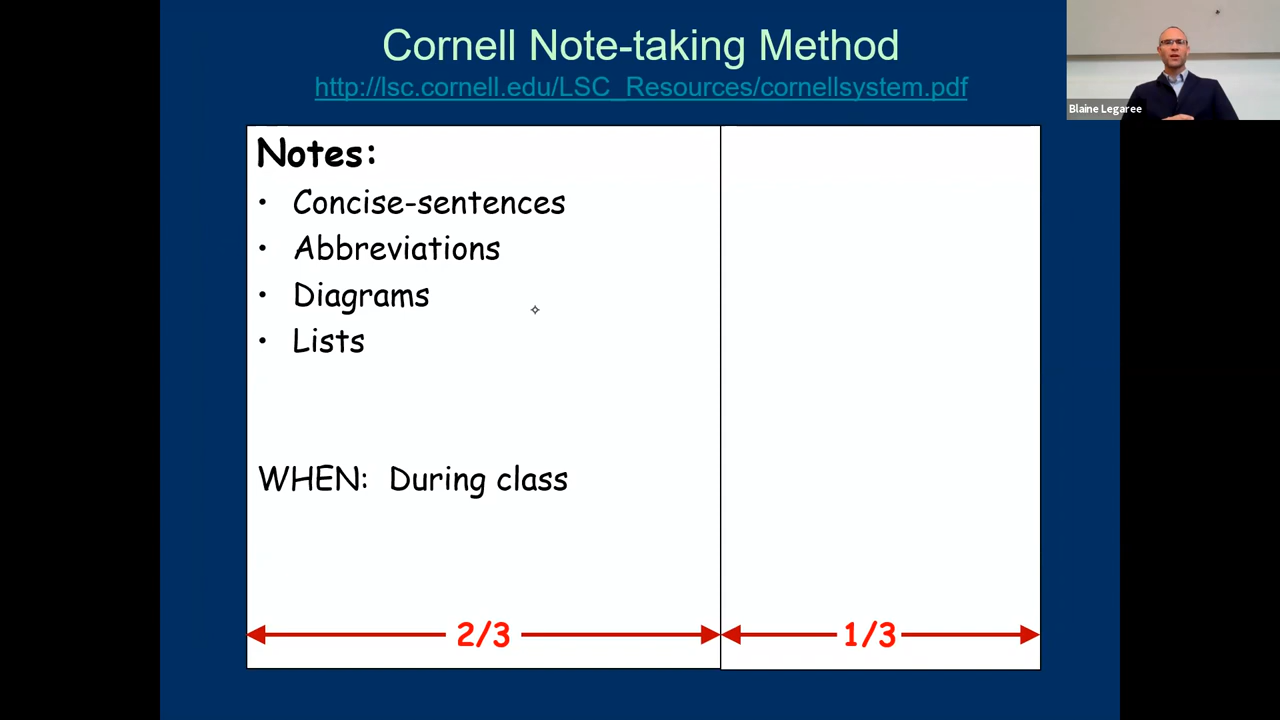 Cornell Note-taking Method
http://lsc.cornell.edu/LSC_Resources/cornellsystem.pdf
Blaine Legaree
Notes:
• Concise-sentences
• Abbreviations
• Diagrams
• Lists
WHEN: During class
2/3
1/3